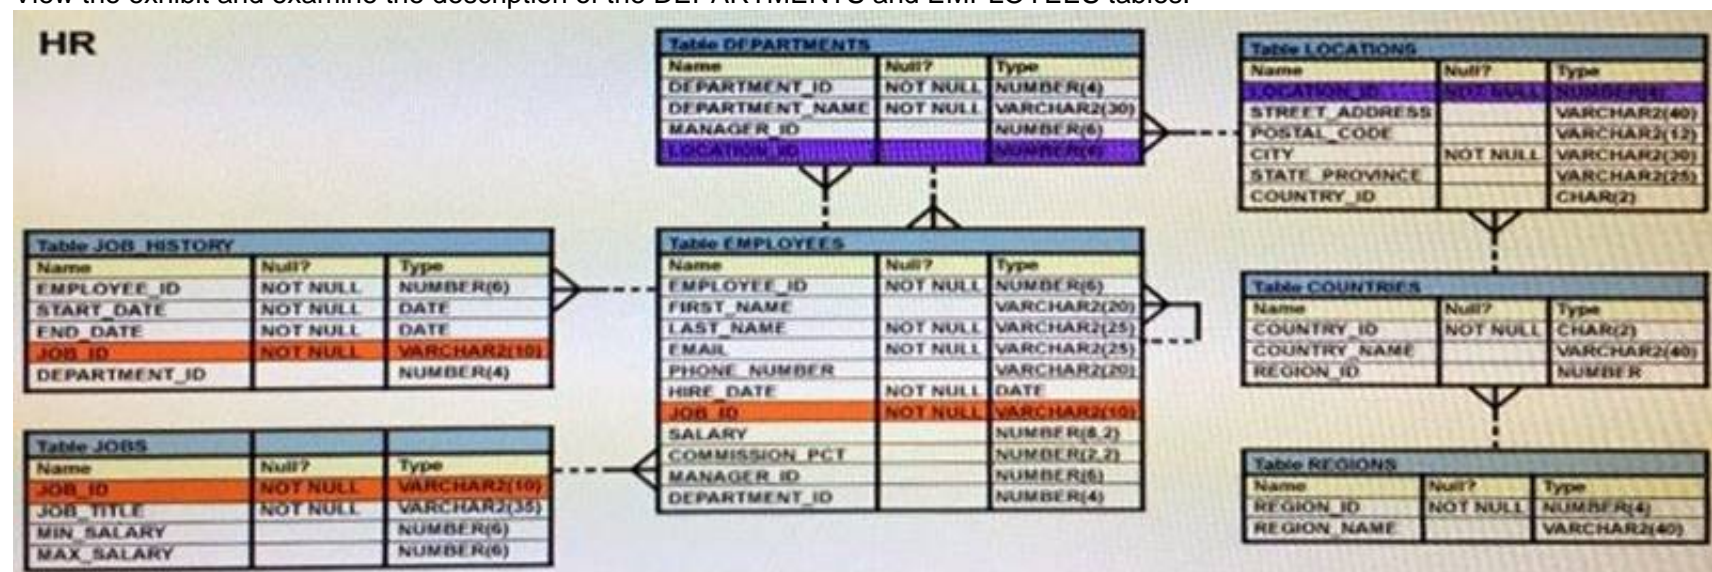 View the exhibit and examine the description of the DEPARTMENTS and EMPLOYEES tables.
HR
Table DEPARTMENTS
Name Null? Type
DEPARTMENT_ID NOT NULL NUMBER(4)
DEPARTMENT_NAME NOT NULL VARCHAR2(30)
MANAGER_ID NUMBER(6)
LOCATION_ID NUMBER(4)
Table LOCATIONS
Name Null? Type
LOCATION_ID NOT NULL NUMBER(4)
STREET_ADDRESS VARCHAR2(40)
POSTAL_CODE VARCHAR2(12)
CITY NOT NULL VARCHAR2(30)
STATE_PROVINCE VARCHAR2(25)
COUNTRY_ID CHAR(2)
Table JOB_HISTORY
Name Null? Type
EMPLOYEE_ID NOT NULL NUMBER(6)
START_DATE NOT NULL DATE
END_DATE NOT NULL DATE
JOB_ID NOT NULL VARCHAR2(10)
DEPARTMENT_ID NUMBER(4)
Table EMPLOYEES
Name Null? Type
EMPLOYEE_ID NOT NULL NUMBER(6)
FIRST_NAME VARCHAR2(20)
LAST_NAME NOT NULL VARCHAR2(25)
EMAIL NOT NULL VARCHAR2(25)
PHONE_NUMBER VARCHAR2(20)
HIRE_DATE NOT NULL DATE
JOB_ID NOT NULL VARCHAR2(10)
SALARY NUMBER(8,2)
COMMISSION_PCT NUMBER(2,2)
MANAGER_ID NUMBER(6)
DEPARTMENT_ID NUMBER(4)
Table COUNTRIES
Name Null? Type
COUNTRY_ID NOT NULL CHAR(2)
COUNTRY_NAME VARCHAR2(40)
REGION_ID NUMBER
Table JOBS
Name Null? Type
JOB_ID NOT NULL VARCHAR2(10)
JOB_TITLE NOT NULL VARCHAR2(35)
MIN_SALARY NUMBER(6)
MAX_SALARY NUMBER(6)
Table REGIONS
Name Null? Type
REGION_ID NOT NULL NUMBER(4)
REGION_NAME VARCHAR2(40)